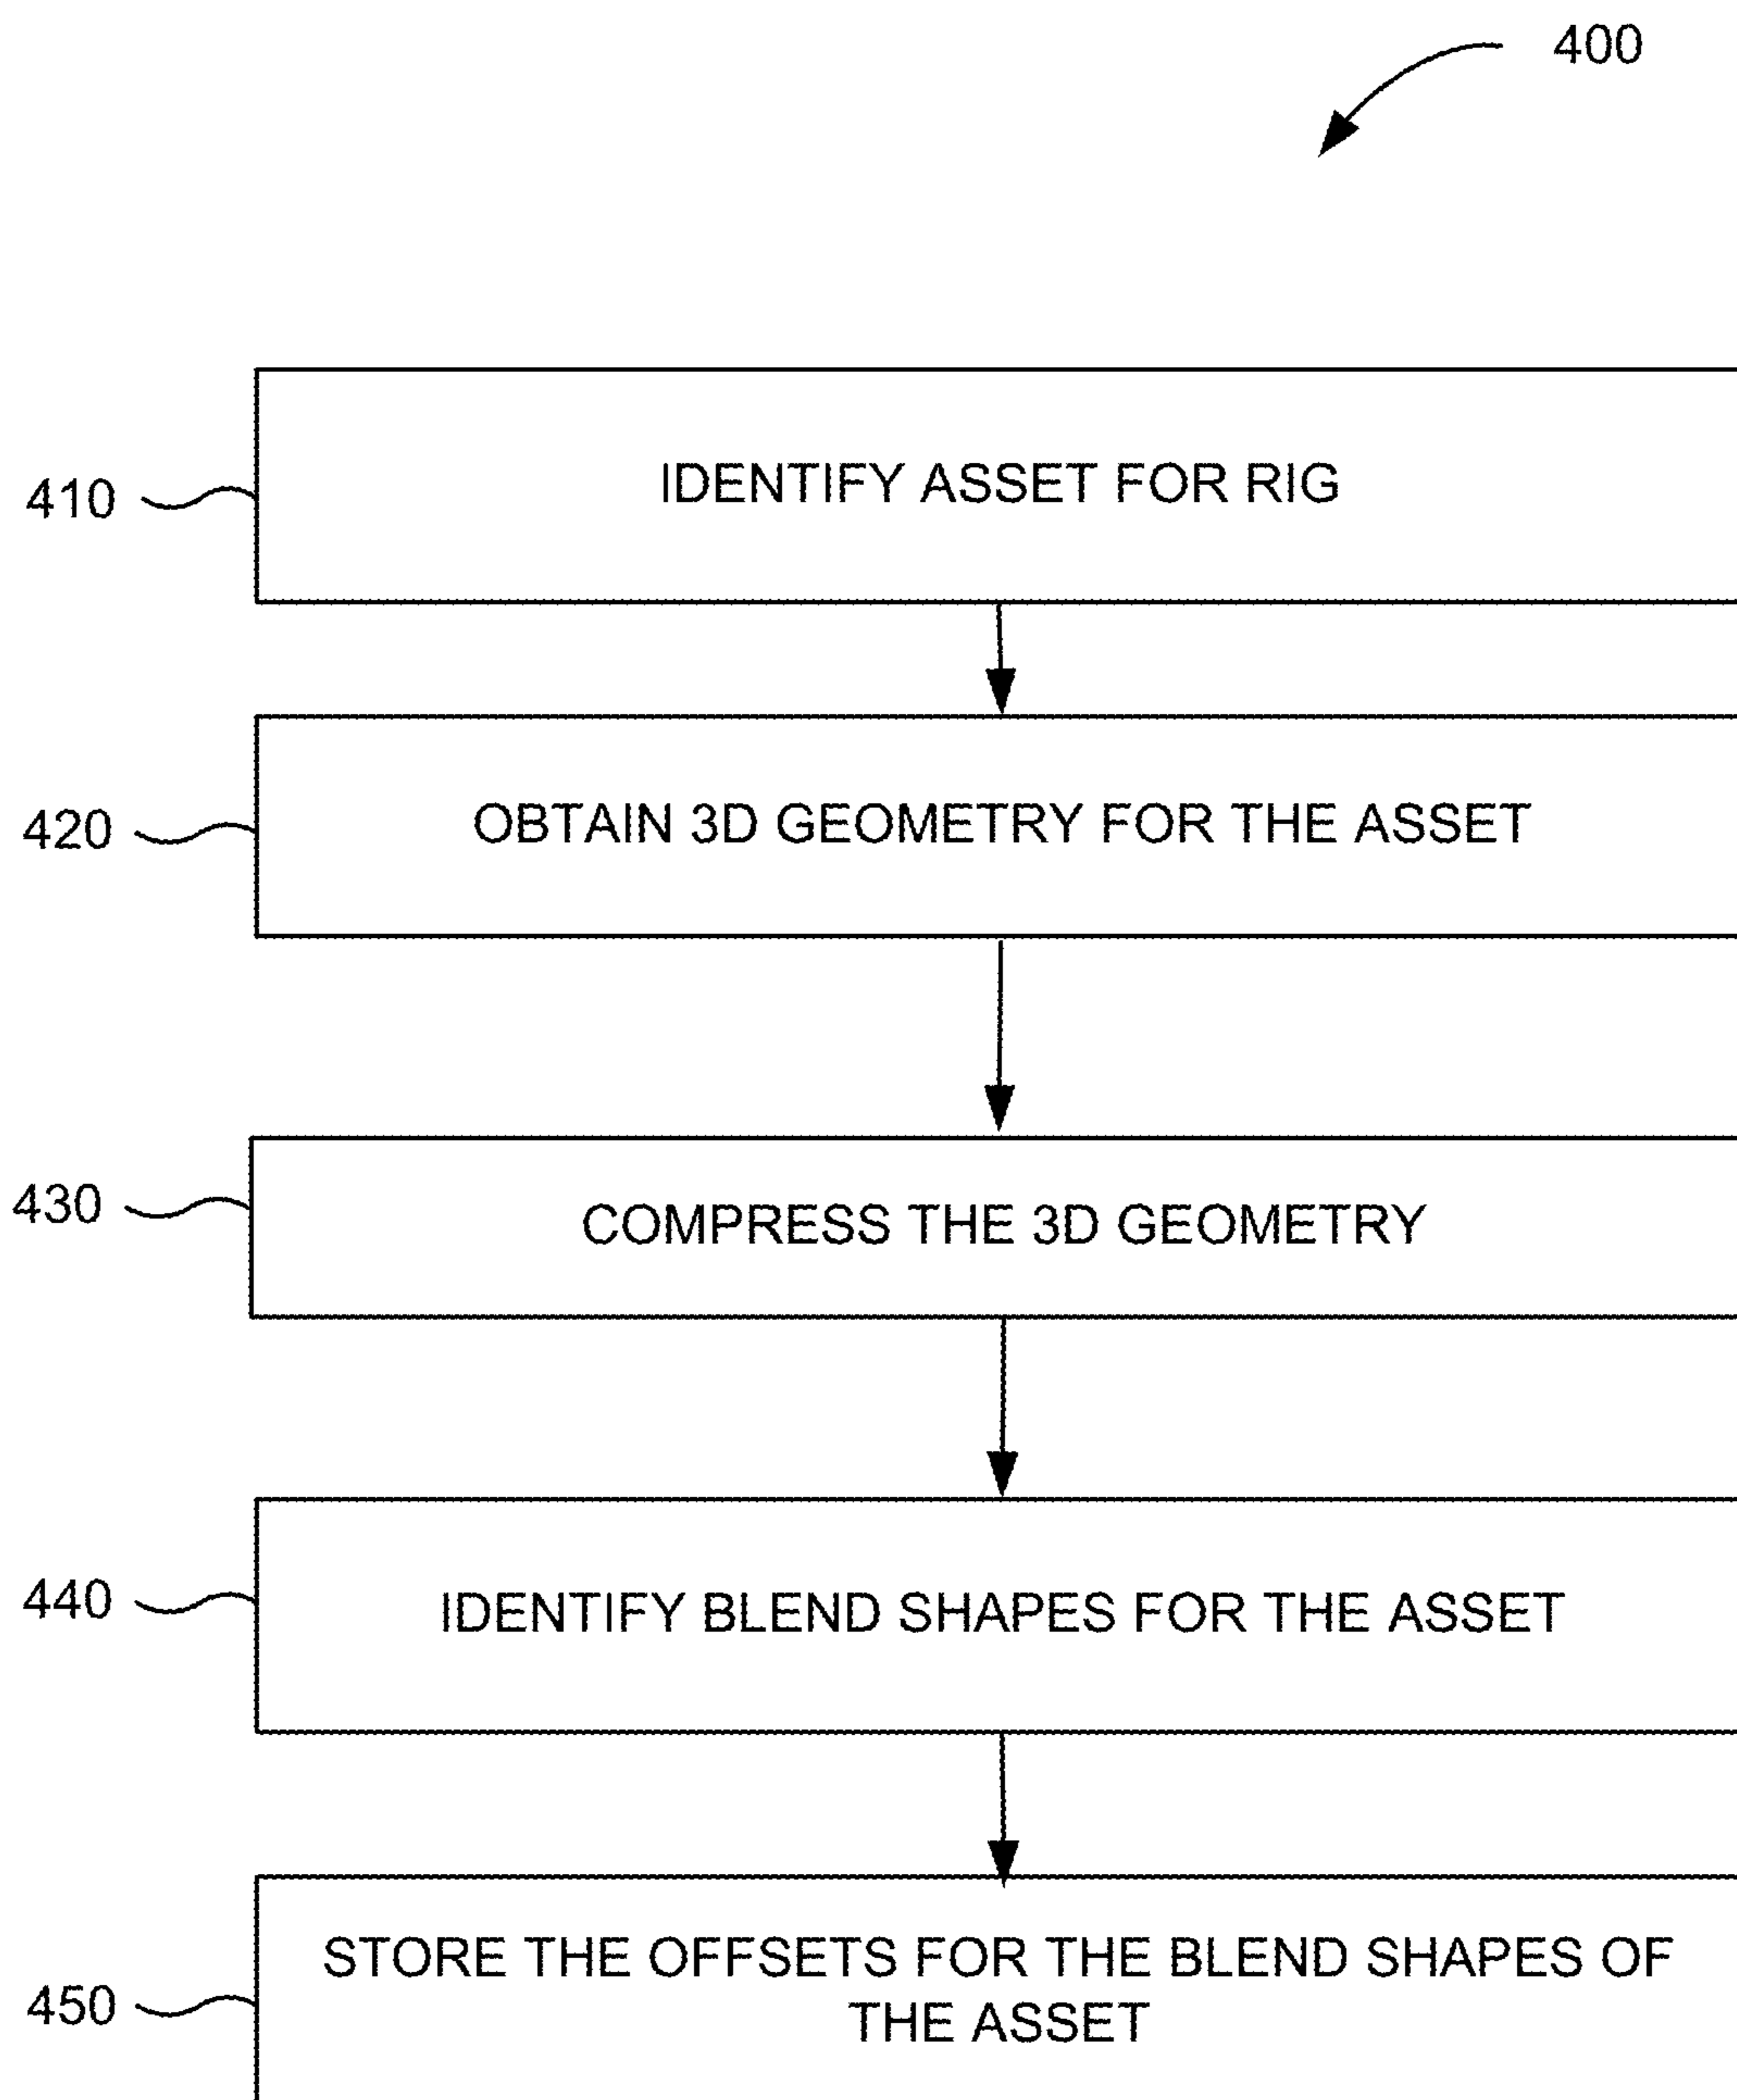 400
410
IDENTIFY ASSET FOR RIG
420
OBTAIN 3D GEOMETRY FOR THE ASSET
430
COMPRESS THE 3D GEOMETRY
440
IDENTIFY BLEND SHAPES FOR THE ASSET
450
STORE THE OFFSETS FOR THE BLEND SHAPES OF
THE ASSET